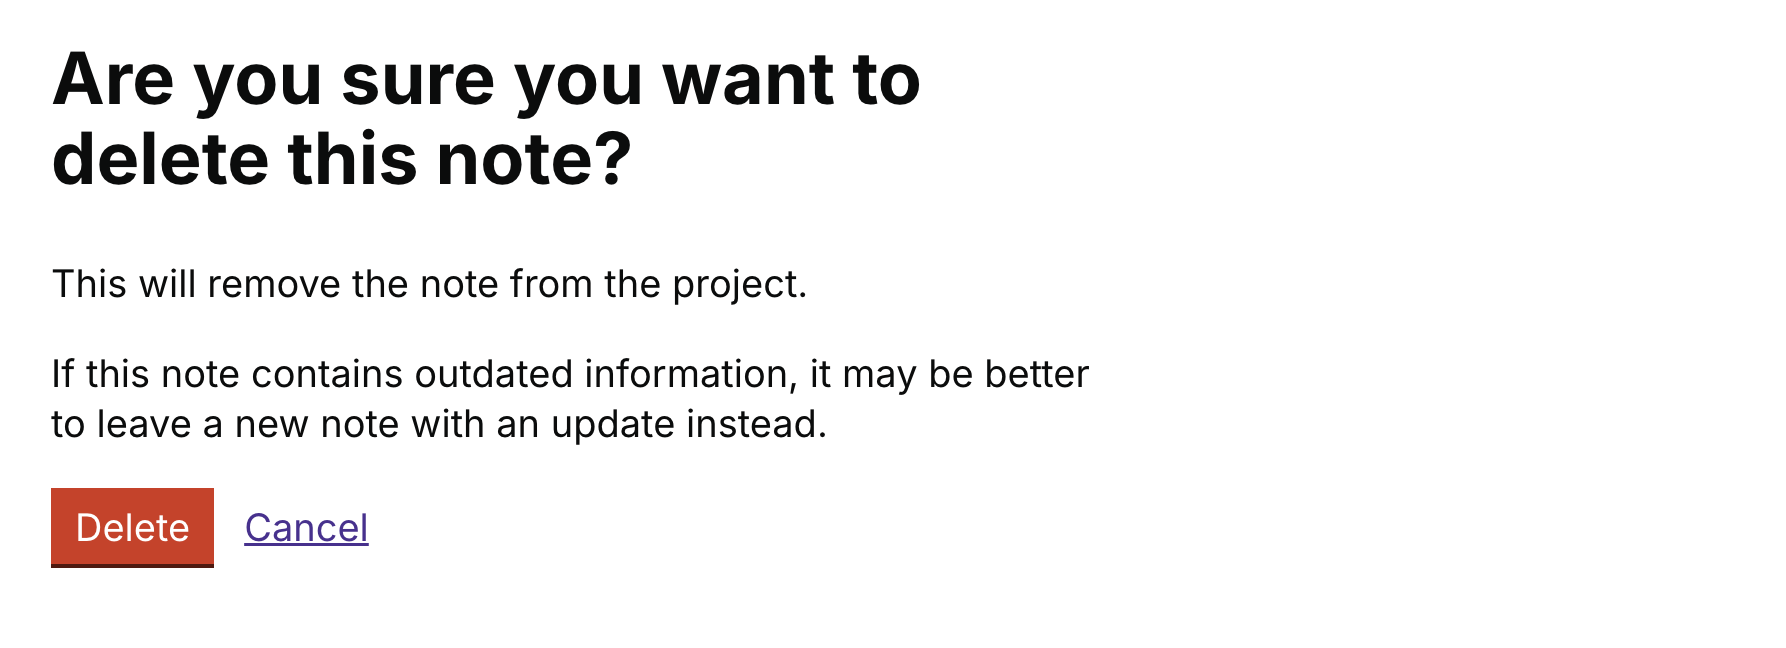 Are you sure you want to
delete this note?
This will remove the note from the project.
If this note contains outdated information, it may be better
to leave a new note with an update instead.
Delete Cancel